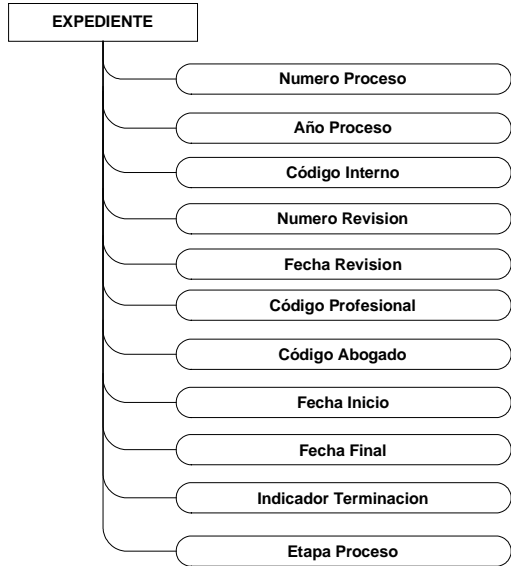 EXPEDIENTE
Numero Proceso
Año Proceso
Código Interno
Numero Revision
Fecha Revision
Código Profesional
Código Abogado
Fecha Inicio
Fecha Final
Indicador Terminacion
Etapa Proceso